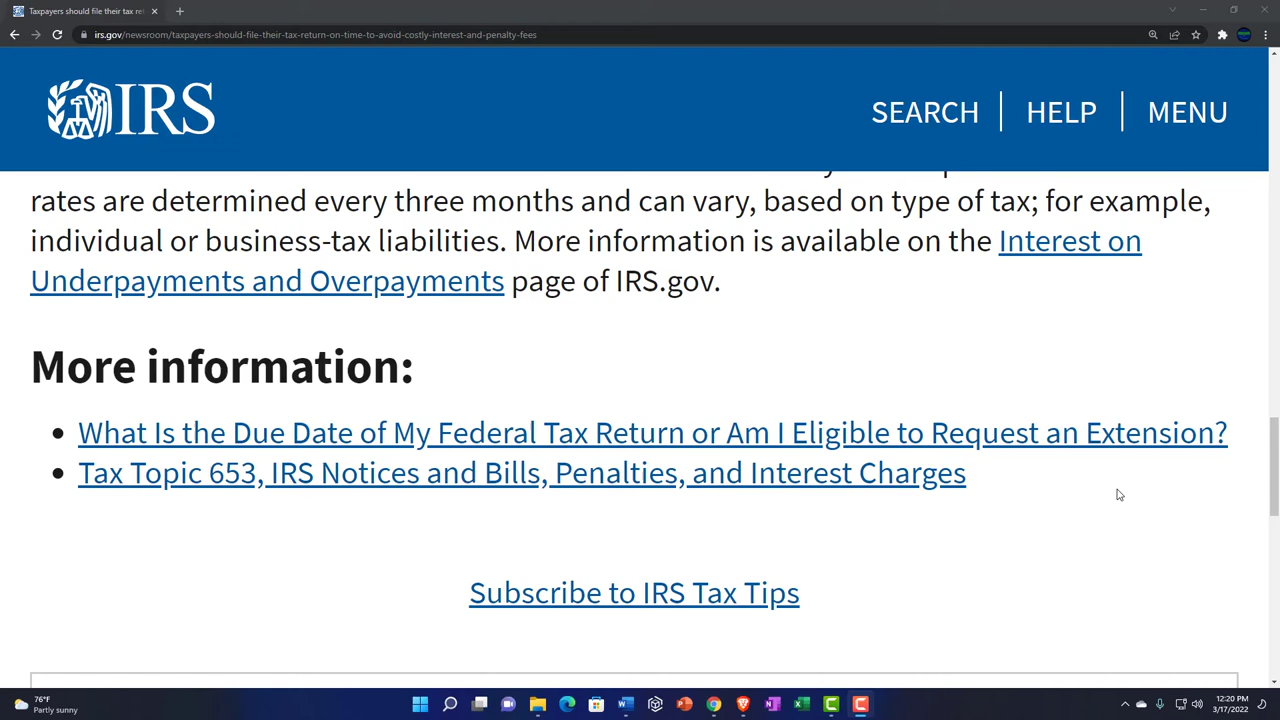 Taxpayers should file their tax re
irs.gov/newsroom/taxpayers-should-file-their-tax-return-on-time-to-avoid-costly-interest-and-penalty-fees
IRS
SEARCH
HELP
MENU
rates are determined every three months and can vary, based on type of tax; for example,
individual or business-tax liabilities. More information is available on the Interest on
Underpayments and Overpayments page of IRS.gov.
More information:
• What Is the Due Date of My Federal Tax Return or Am I Eligible to Request an Extension?
• Tax Topic 653, IRS Notices and Bills, Penalties, and Interest Charges
Subscribe to IRS Tax Tips
76°F
Partly sunny
12:20 PM
3/17/2022